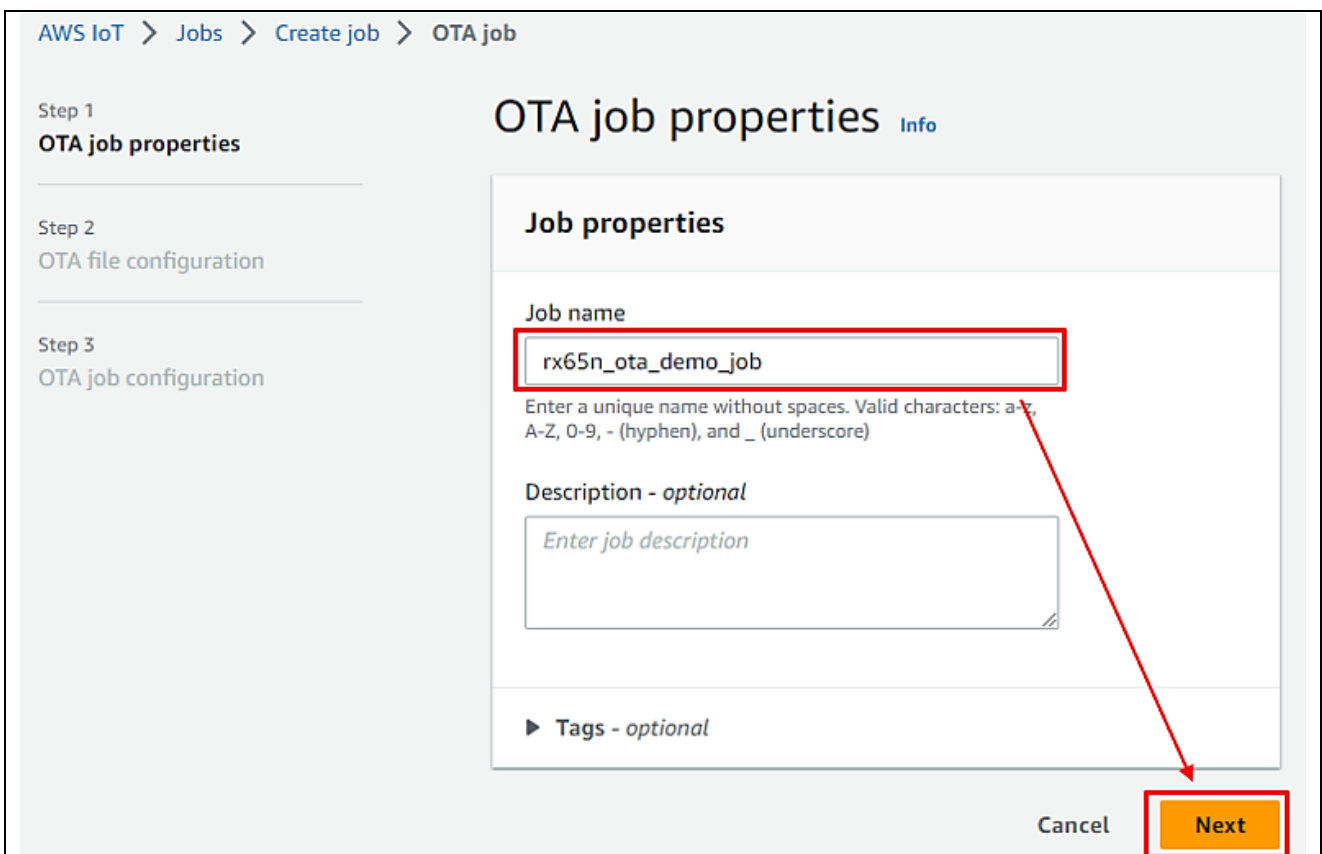 AWS IoT > Jobs > Create job > OTA job
Step 1
OTA job properties
Step 2
OTA file configuration
Step 3
OTA job configuration
OTA job properties Info
Job properties
Job name
rx65n_ota_demo_job
Enter a unique name without spaces. Valid characters: a-z,
A-Z, 0-9, - (hyphen), and _ (underscore)
Description - optional
Enter job description
Tags - optional
Cancel Next